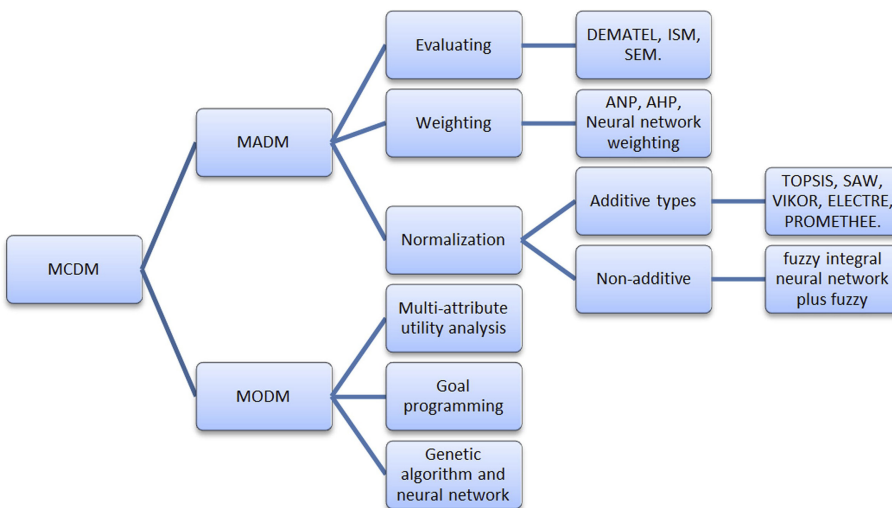 MCDM
MADM
Evaluating
DEMATEL, ISM,
SEM.
Weighting
ANP, AHP,
Neural network
weighting
Normalization
Additive types
TOPSIS, SAW,
VIKOR, ELECTRE,
PROMETHEE.
Non-additive
fuzzy integral
neural network
plus fuzzy
MODM
Multi-attribute
utility analysis
Goal
programming
Genetic
algorithm and
neural network